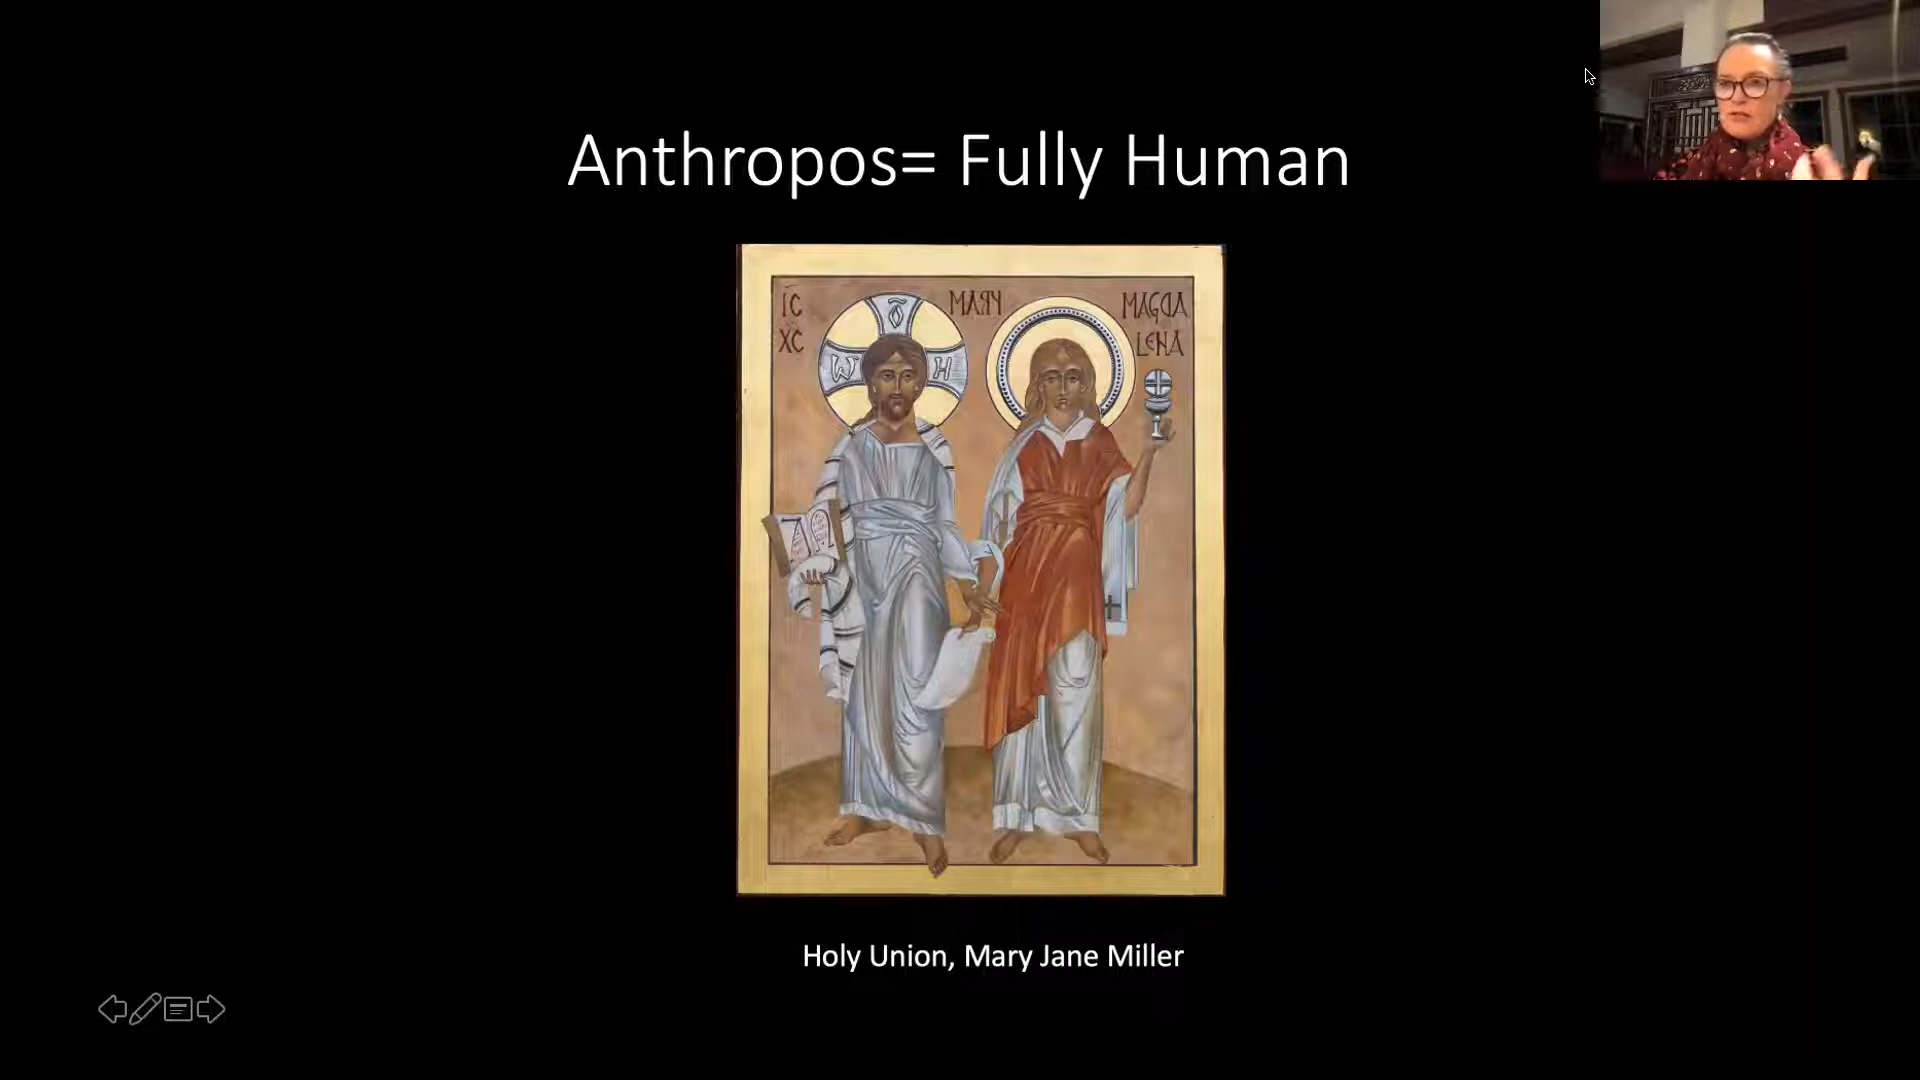 Anthropos= Fully Human
IC
XC
MARY
MAGDA
LENA
Ō
W H
Holy Union, Mary Jane Miller